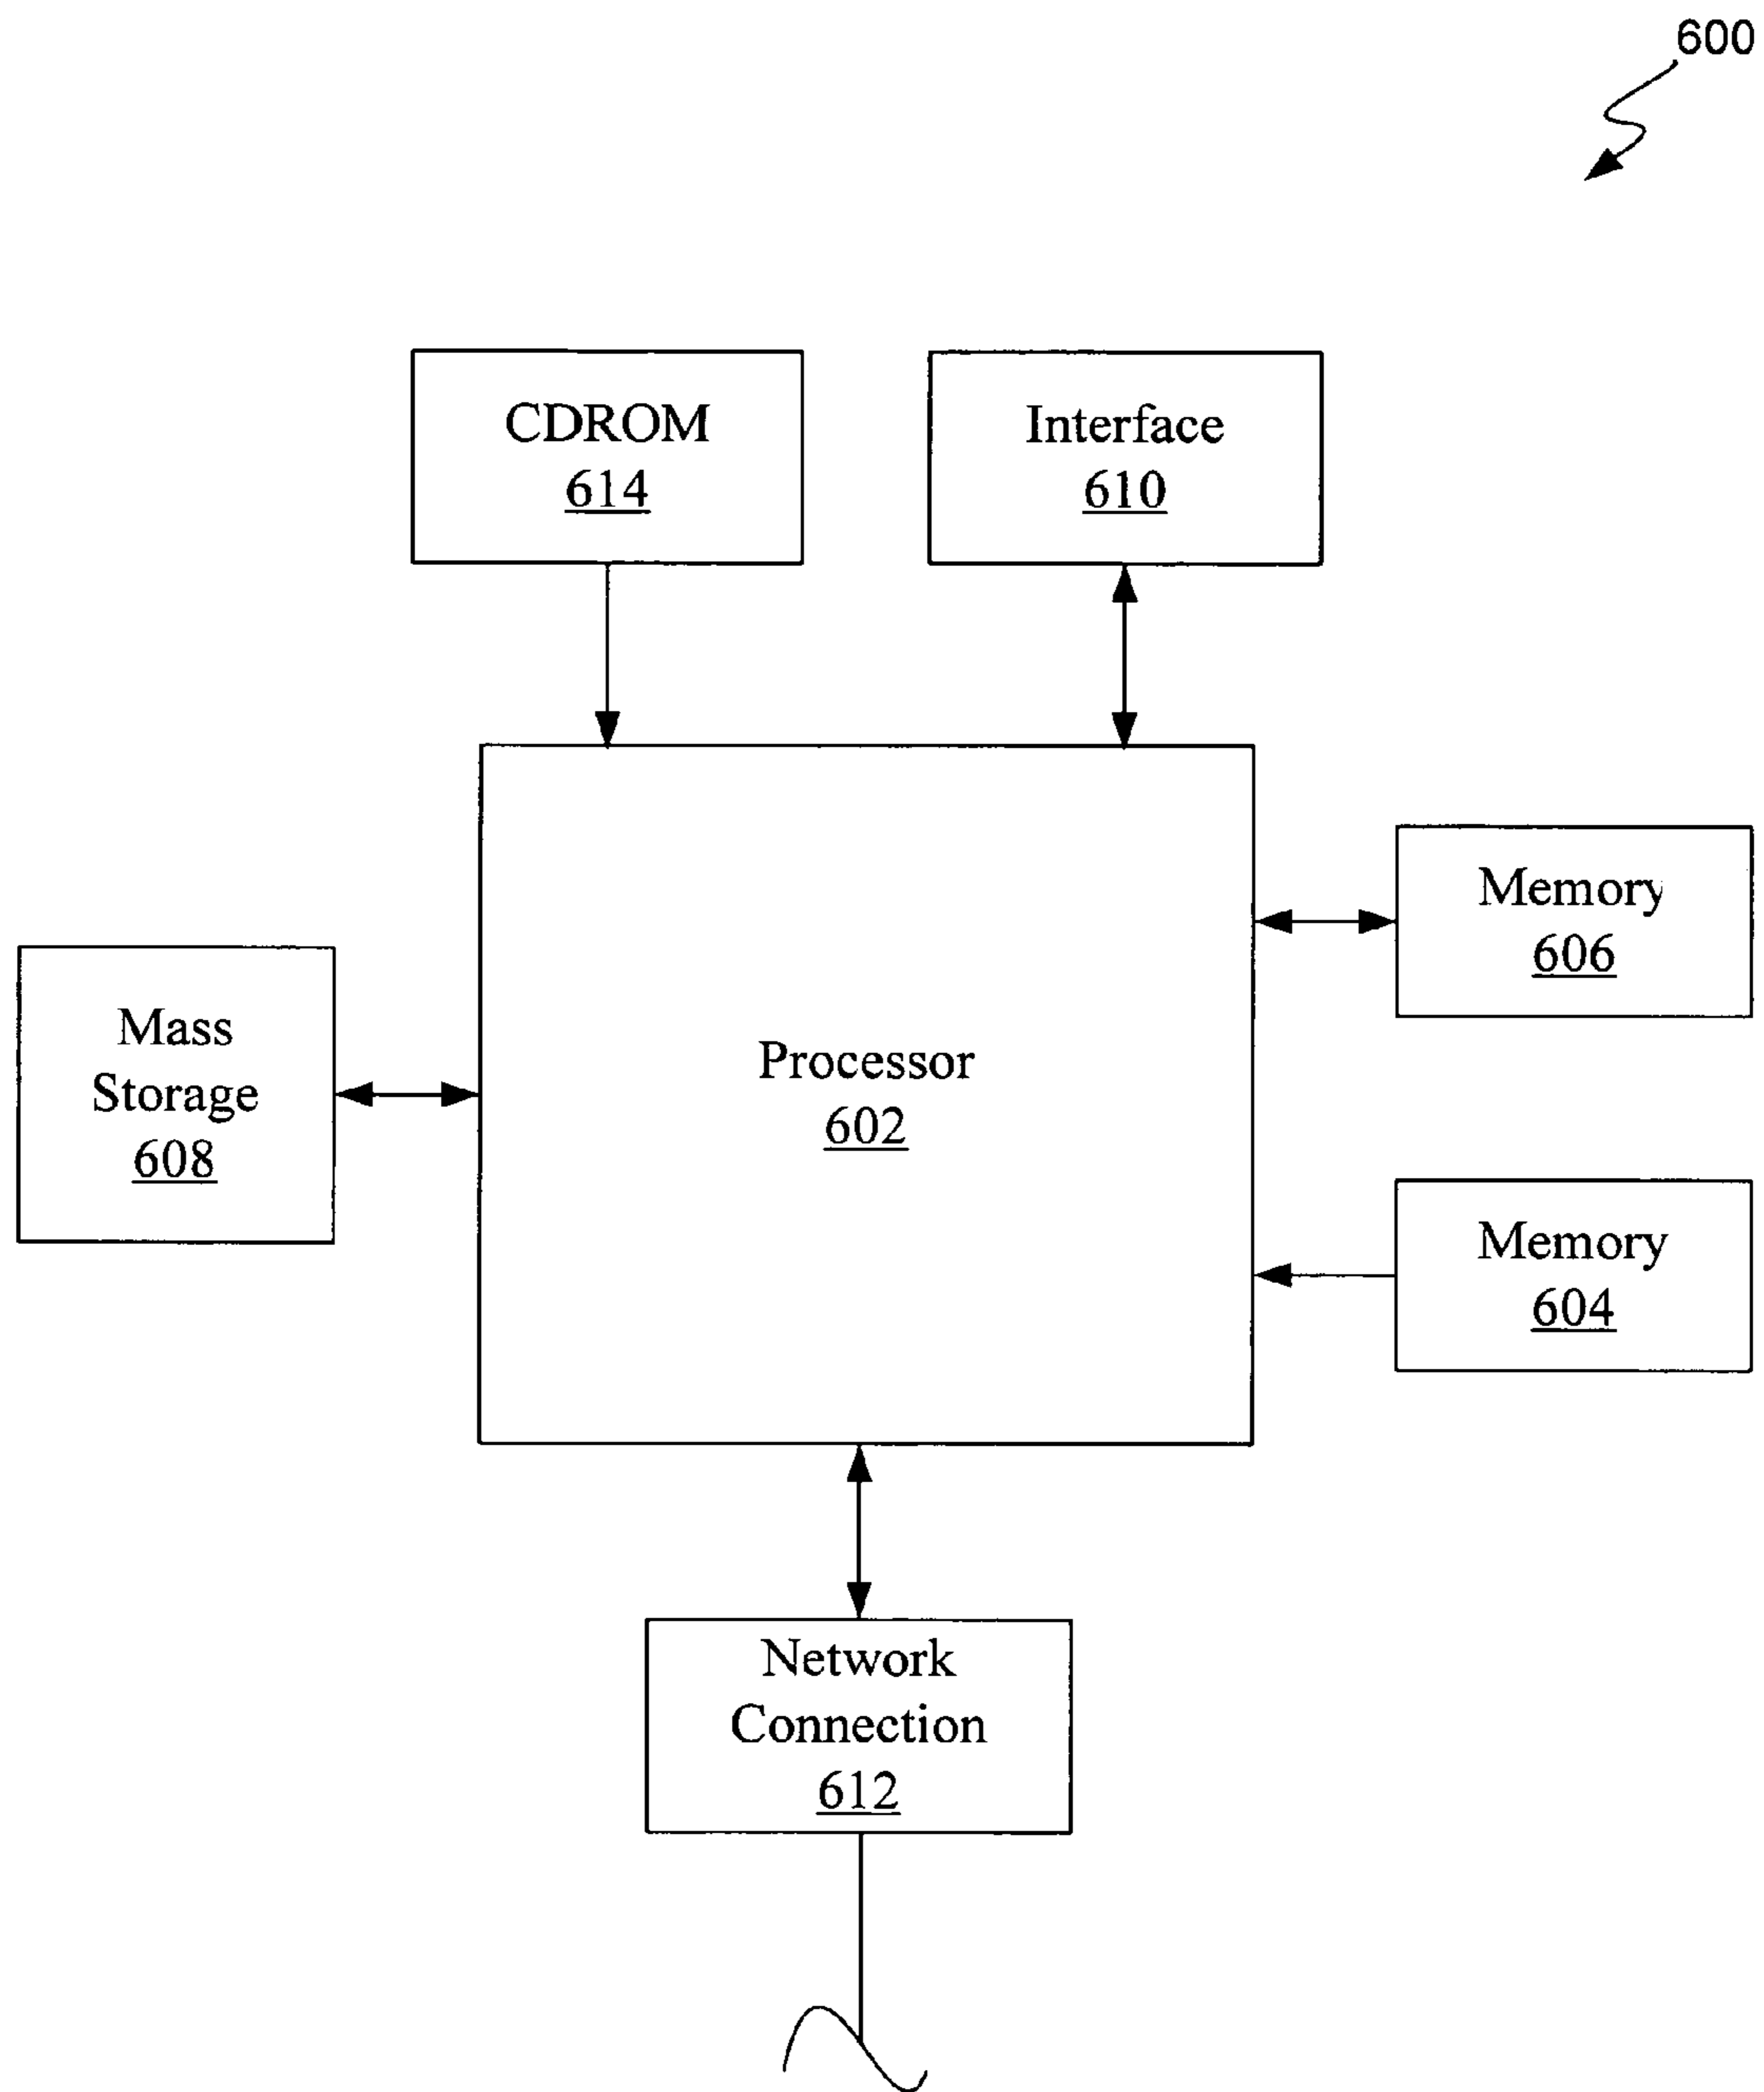 600
CDROM
614
Interface
610
Memory
606
Mass
Storage
608
Processor
602
Memory
604
Network
Connection
612